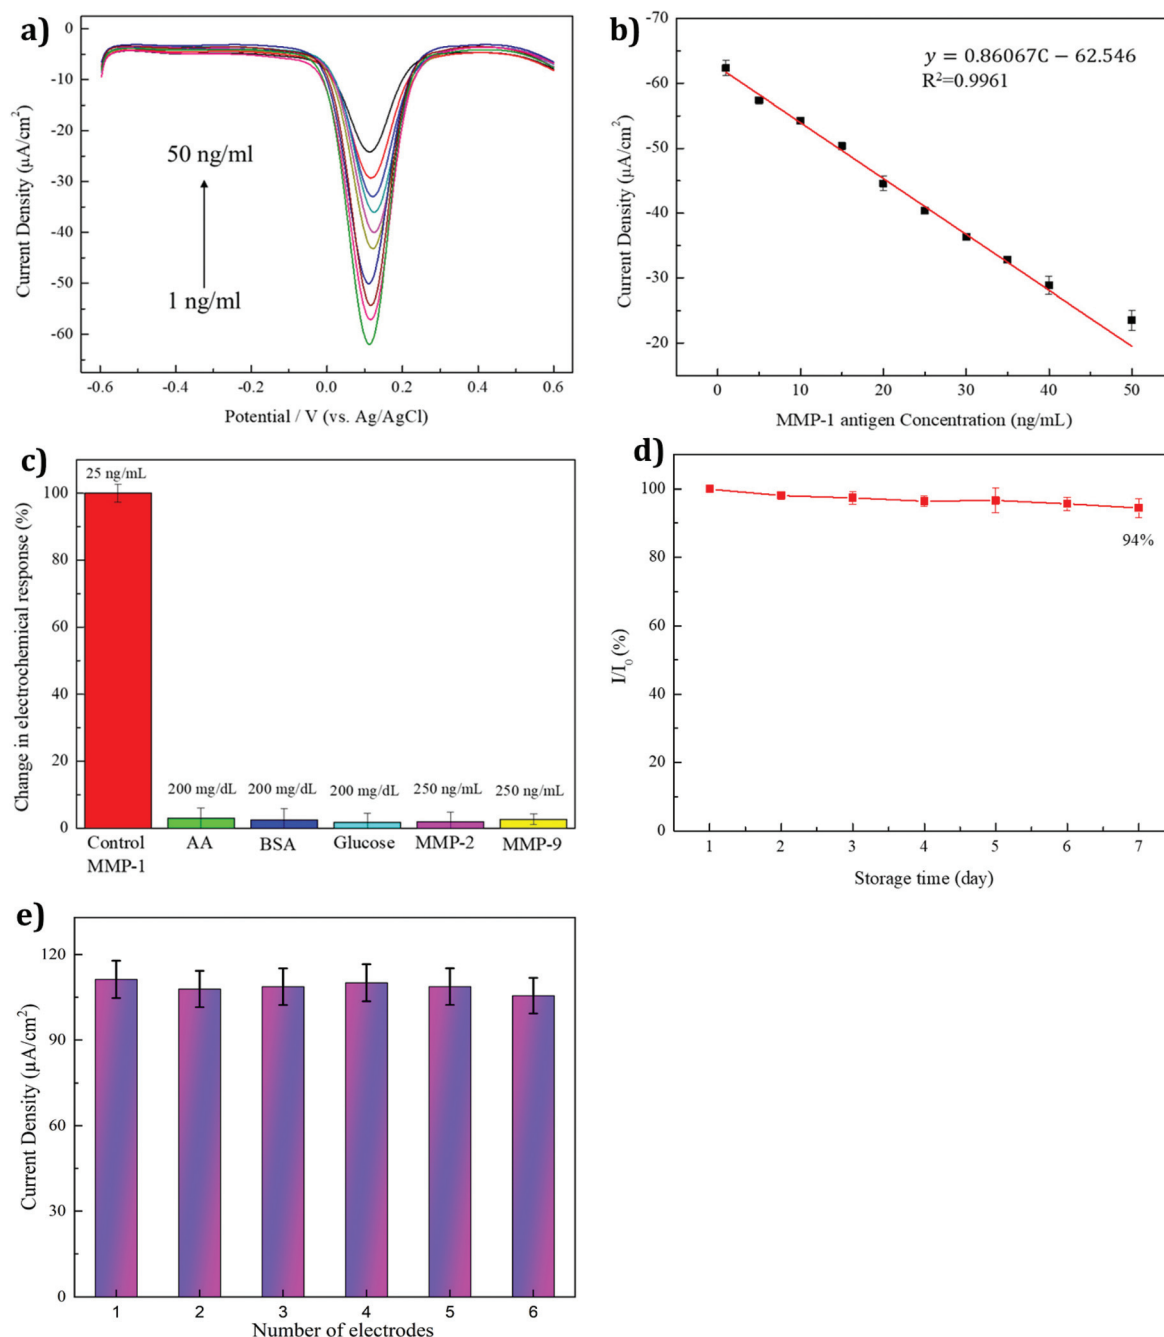 a)
0
-10
-20
-30
-40
-50
-60
Current Density (µA/cm²)
50 ng/ml
1 ng/ml
-0.6
-0.4
-0.2
0.0
0.2
0.4
0.6
Potential / V (vs. Ag/AgCl)
b)
-70
-60
-50
-40
-30
-20
Current Density (µA/cm²)
y = 0.86067C − 62.546
R²=0.9961
0
10
20
30
40
50
MMP-1 antigen Concentration (ng/mL)
c)
100
80
60
40
20
0
Change in electrochemical response (%)
25 ng/mL
200 mg/dL
200 mg/dL
200 mg/dL
250 ng/mL
250 ng/mL
Control
MMP-1
AA
BSA
Glucose
MMP-2
MMP-9
d)
100
80
60
40
20
0
I/I₀ (%)
94%
1
2
3
4
5
6
7
Storage time (day)
e)
120
90
60
30
0
Current Density (µA/cm²)
1
2
3
4
5
6
Number of electrodes